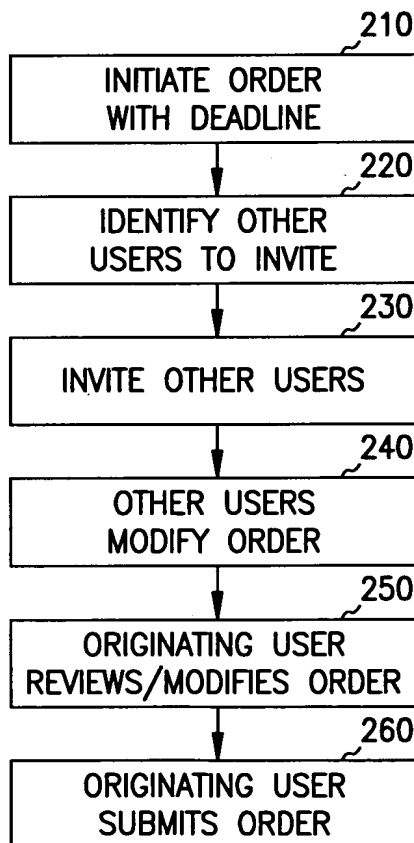 210
INITIATE ORDER
WITH DEADLINE
220
IDENTIFY OTHER
USERS TO INVITE
230
INVITE OTHER USERS
240
OTHER USERS
MODIFY ORDER
250
ORIGINATING USER
REVIEWS/MODIFIES ORDER
260
ORIGINATING USER
SUBMITS ORDER